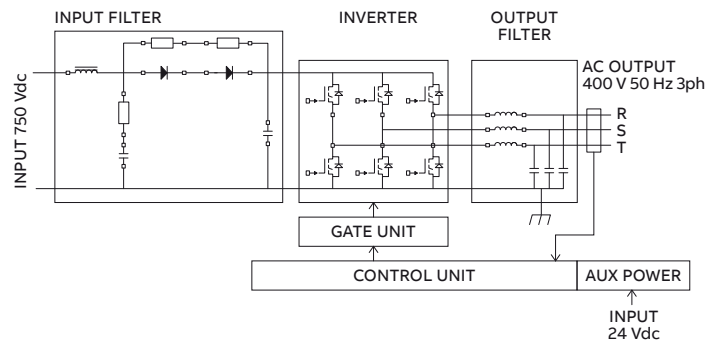 INPUT FILTER
INVERTER
OUTPUT
FILTER
AC OUTPUT
400 V 50 Hz 3ph
INPUT 750 Vdc
R
S
T
GATE UNIT
CONTROL UNIT
AUX POWER
INPUT
24 Vdc